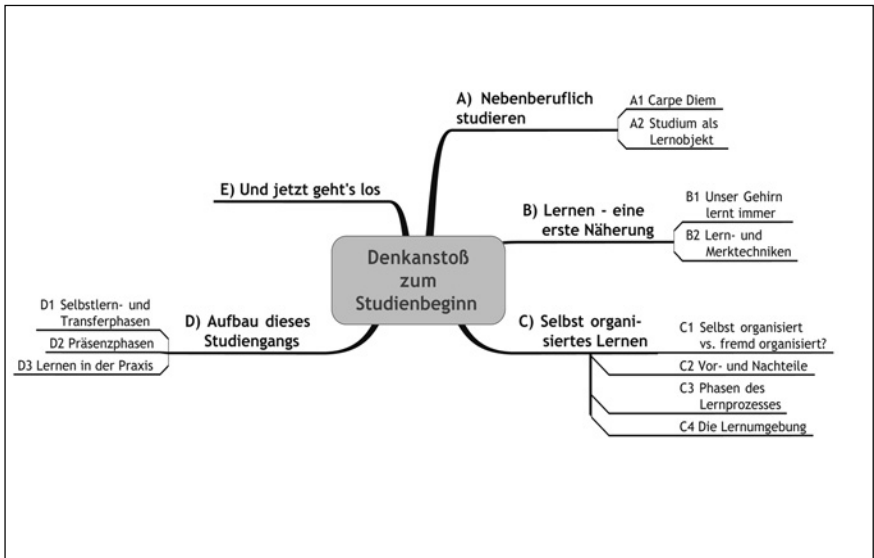 Denkanstoß
zum
Studienbeginn
A) Nebenberuflich
studieren
A1 Carpe Diem
A2 Studium als
Lernobjekt
B) Lernen - eine
erste Näherung
B1 Unser Gehirn
lernt immer
B2 Lern- und
Merktechniken
C) Selbst organi-
siertes Lernen
C1 Selbst organisiert
vs. fremd organisiert?
C2 Vor- und Nachteile
C3 Phasen des
Lernprozesses
C4 Die Lernumgebung
D) Aufbau dieses
Studiengangs
D1 Selbstlern- und
Transferphasen
D2 Präsenzphasen
D3 Lernen in der Praxis
E) Und jetzt geht's los